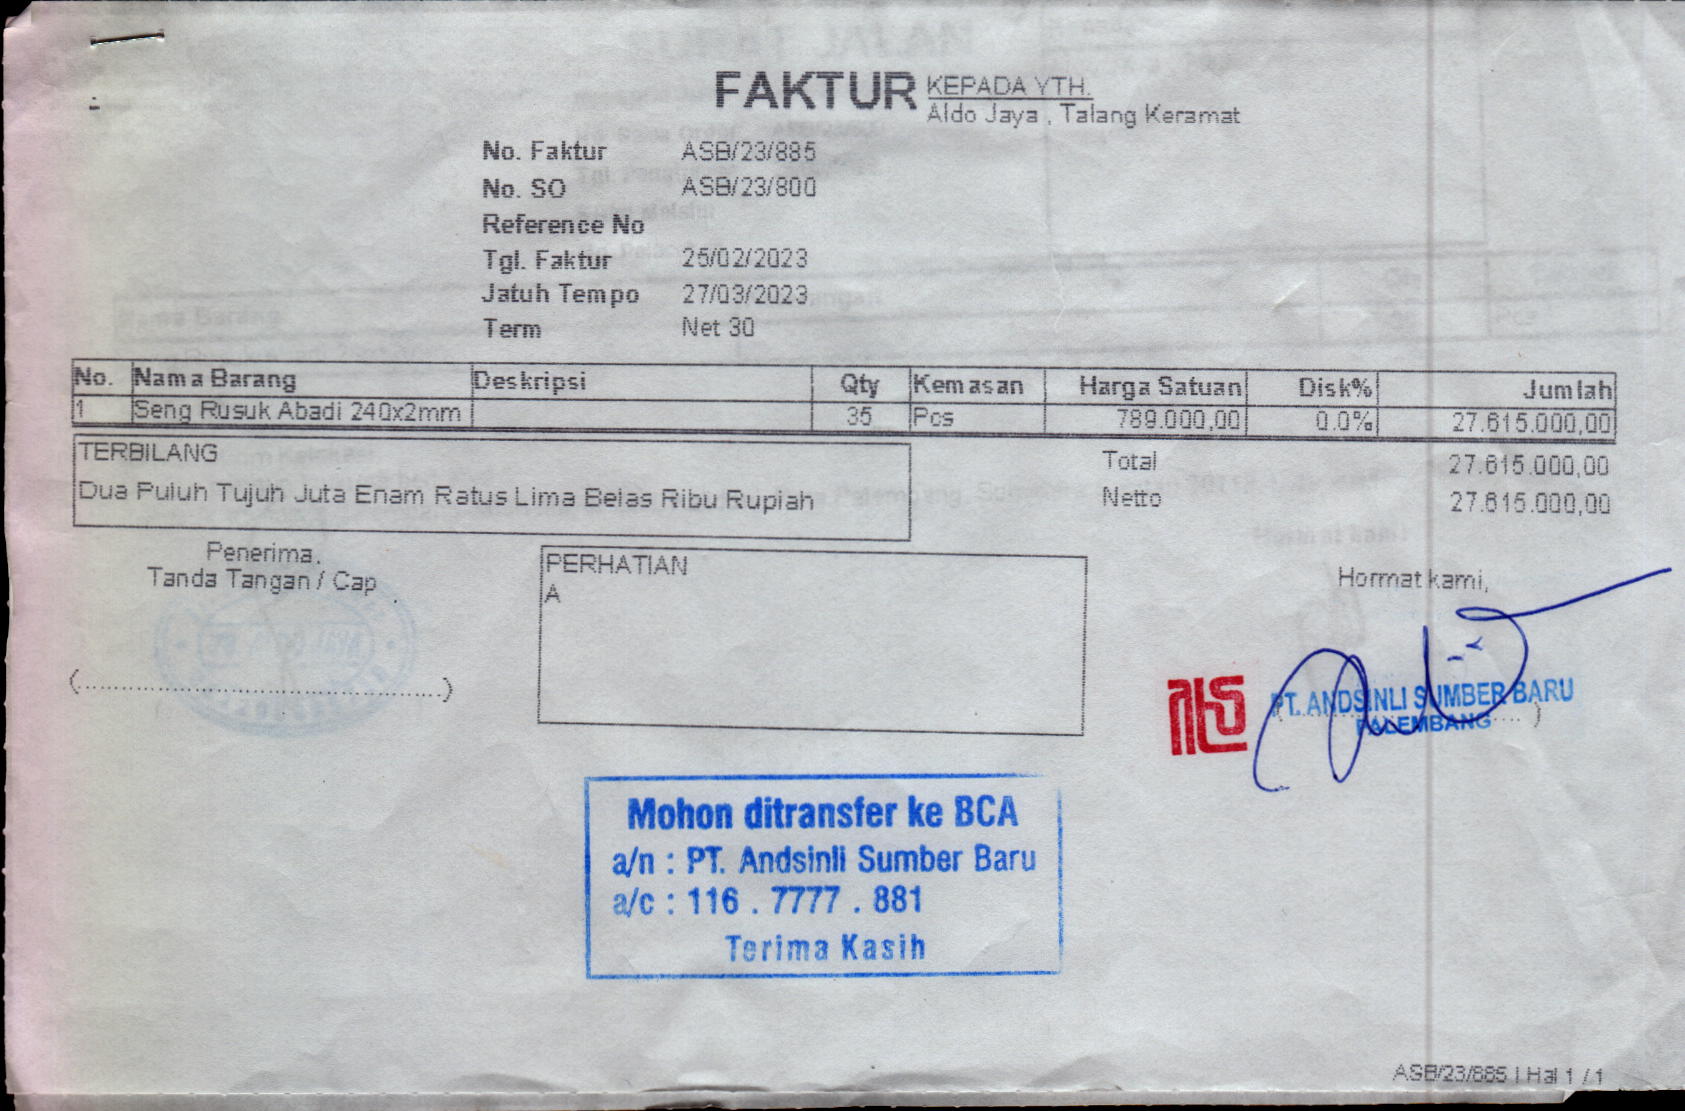 FAKTUR
KEPADA YTH.
Aldo Jaya , Talang Keramat
No. Faktur ASB/23/885
No. SO ASB/23/800
Reference No
Tgl. Faktur 25/02/2023
Jatuh Tempo 27/03/2023
Term Net 30
No. Nama Barang Deskripsi Qty Kemasan Harga Satuan Disk% Jumlah
1 Seng Rusuk Abadi 240x2mm 35 Pcs 789.000,00 0.0% 27.615.000,00
TERBILANG
Dua Puluh Tujuh Juta Enam Ratus Lima Belas Ribu Rupiah
Total 27.615.000,00
Netto 27.615.000,00
Penerima,
Tanda Tangan / Cap
(........................................................)
PERHATIAN
A
Hormat kami,
PT. ANDSINLI SUMBER BARU
PALEMBANG
Mohon ditransfer ke BCA
a/n : PT. Andsinli Sumber Baru
a/c : 116 . 7777 . 881
Terima Kasih
ASB/23/885 | Hal 1 / 1